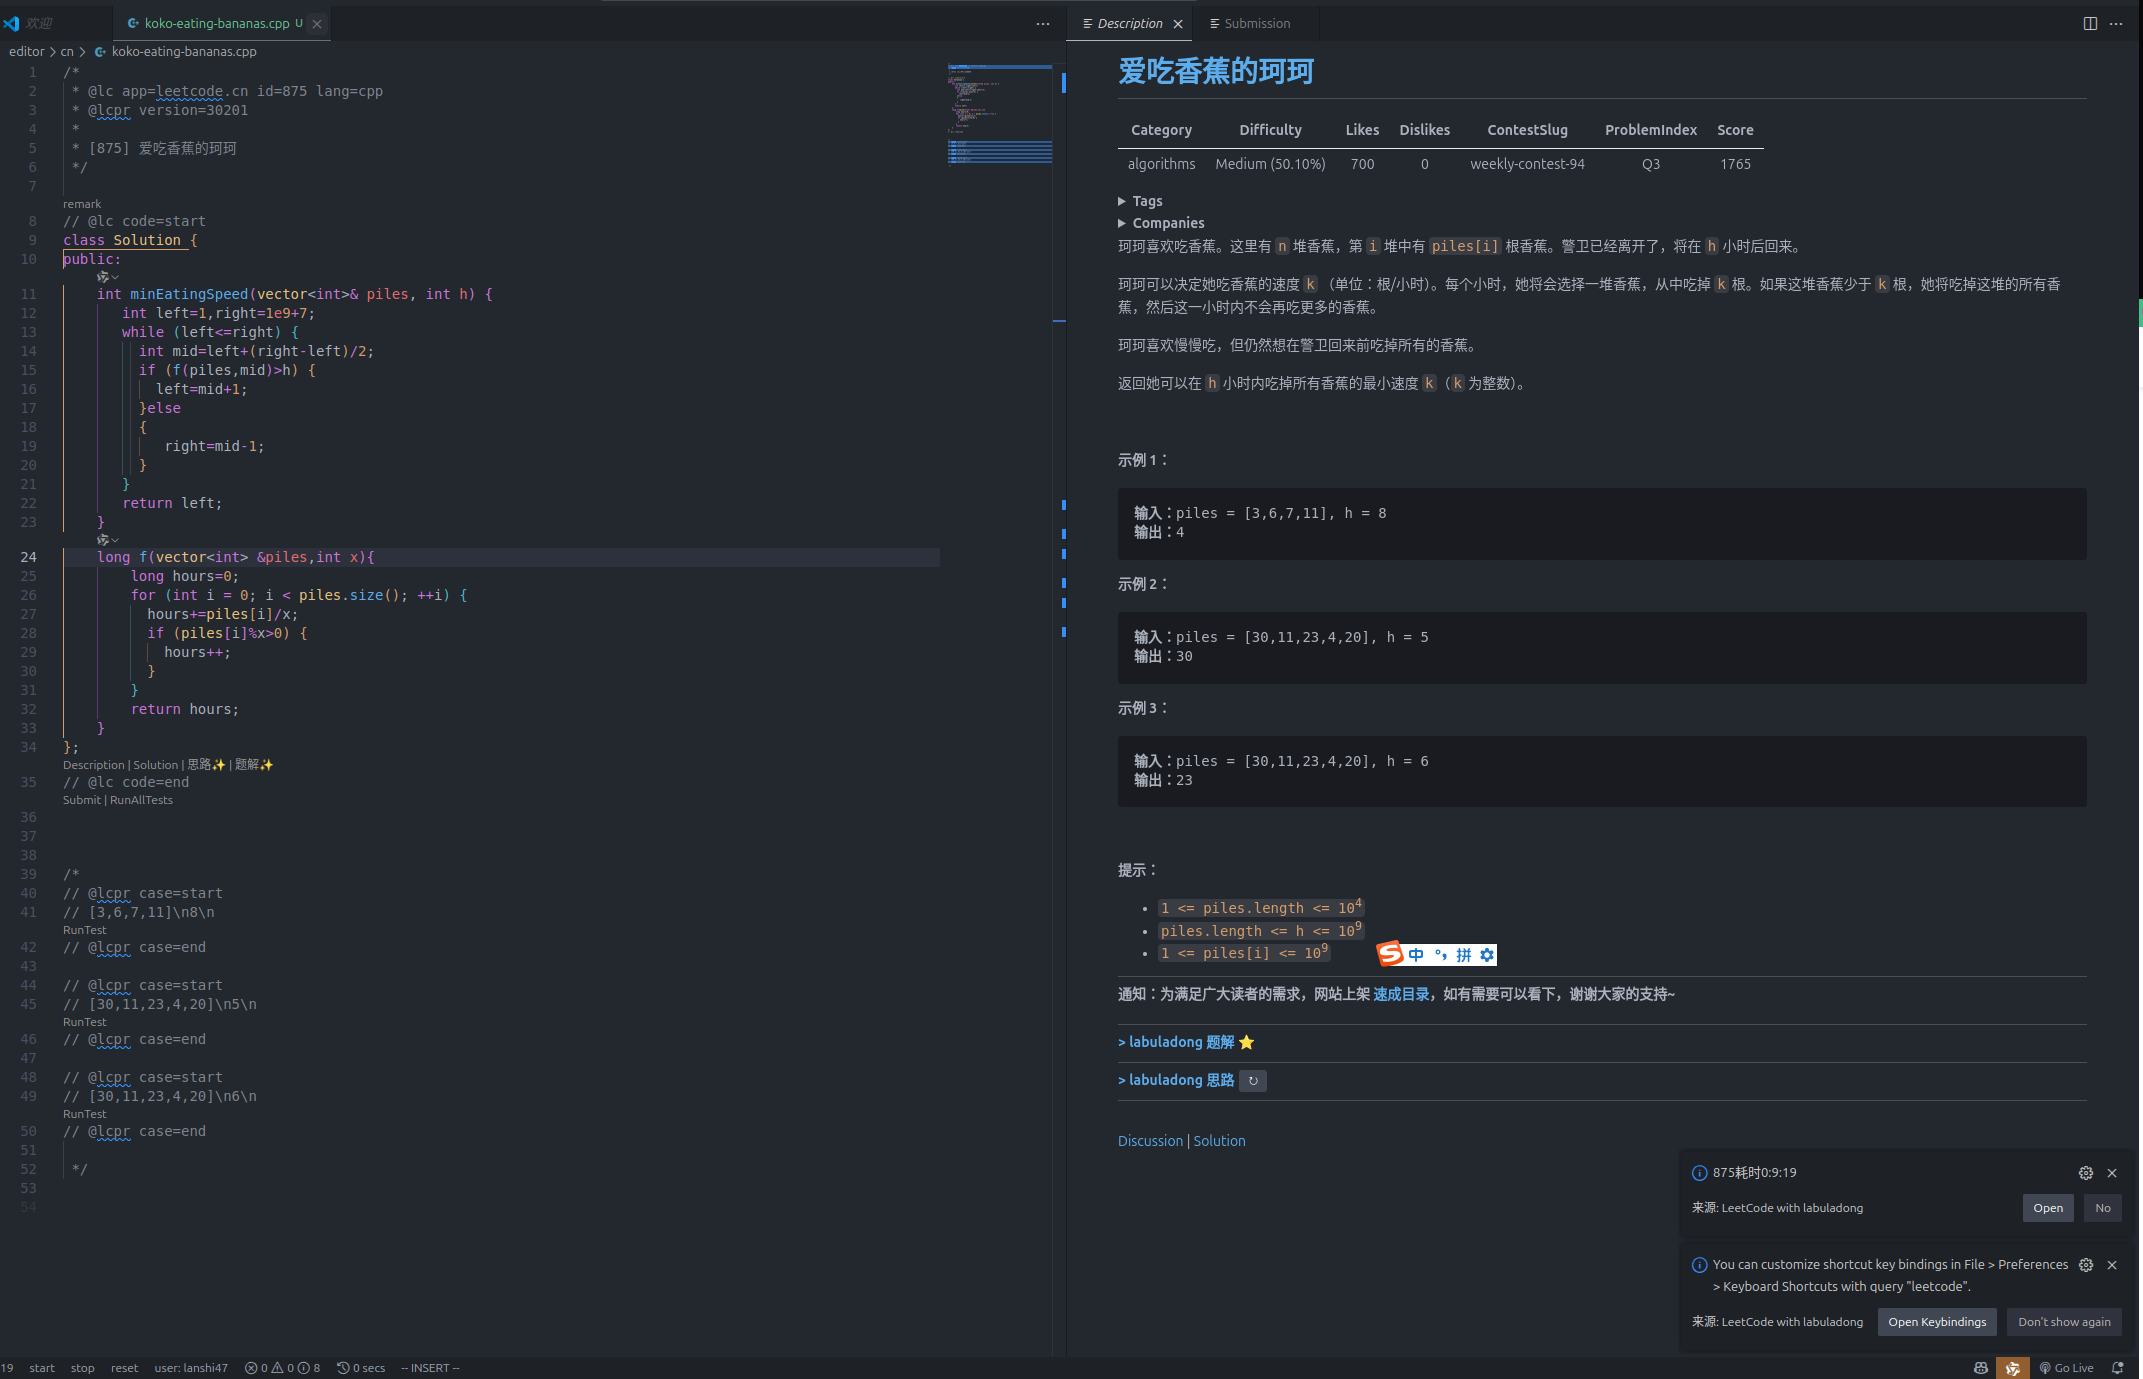 欢迎
koko-eating-bananas.cpp U
editor > cn > koko-eating-bananas.cpp
1 /*
2 * @lc app=leetcode.cn id=875 lang=cpp
3 * @lcpr version=30201
4 *
5 * [875] 爱吃香蕉的珂珂
6 */
7
remark
8 // @lc code=start
9 class Solution {
10 public:
11 int minEatingSpeed(vector<int>& piles, int h) {
12 int left=1,right=1e9+7;
13 while (left<=right) {
14 int mid=left+(right-left)/2;
15 if (f(piles,mid)>h) {
16 left=mid+1;
17 }else
18 {
19 right=mid-1;
20 }
21 }
22 return left;
23 }
24 long f(vector<int> &piles,int x){
25 long hours=0;
26 for (int i = 0; i < piles.size(); ++i) {
27 hours+=piles[i]/x;
28 if (piles[i]%x>0) {
29 hours++;
30 }
31 }
32 return hours;
33 }
34 };
Description | Solution | 思路✨ | 题解✨
35 // @lc code=end
Submit | RunAllTests
36
37
38
39 /*
40 // @lcpr case=start
41 // [3,6,7,11]\n8\n
RunTest
42 // @lcpr case=end
43
44 // @lcpr case=start
45 // [30,11,23,4,20]\n5\n
RunTest
46 // @lcpr case=end
47
48 // @lcpr case=start
49 // [30,11,23,4,20]\n6\n
RunTest
50 // @lcpr case=end
51
52 */
53
54
Description
Submission
爱吃香蕉的珂珂
Category Difficulty Likes Dislikes ContestSlug ProblemIndex Score
algorithms Medium (50.10%) 700 0 weekly-contest-94 Q3 1765
▶ Tags
▶ Companies
珂珂喜欢吃香蕉。这里有 n 堆香蕉，第 i 堆中有 piles[i] 根香蕉。警卫已经离开了，将在 h 小时后回来。
珂珂可以决定她吃香蕉的速度 k （单位：根/小时）。每个小时，她将会选择一堆香蕉，从中吃掉 k 根。如果这堆香蕉少于 k 根，她将吃掉这堆的所有香
蕉，然后这一小时内不会再吃更多的香蕉。
珂珂喜欢慢慢吃，但仍然想在警卫回来前吃掉所有的香蕉。
返回她可以在 h 小时内吃掉所有香蕉的最小速度 k（k 为整数）。
示例 1：
输入：piles = [3,6,7,11], h = 8
输出：4
示例 2：
输入：piles = [30,11,23,4,20], h = 5
输出：30
示例 3：
输入：piles = [30,11,23,4,20], h = 6
输出：23
提示：
• 1 <= piles.length <= 10⁴
• piles.length <= h <= 10⁹
• 1 <= piles[i] <= 10⁹
S 中 °, 拼
通知：为满足广大读者的需求，网站上架 速成目录，如有需要可以看下，谢谢大家的支持~
> labuladong 题解 ⭐
> labuladong 思路 ↻
Discussion | Solution
875耗时0:9:19
来源: LeetCode with labuladong Open No
You can customize shortcut key bindings in File > Preferences
> Keyboard Shortcuts with query "leetcode".
来源: LeetCode with labuladong Open Keybindings Don't show again
19 start stop reset user: lanshi47 0 0 8 0 secs -- INSERT -- Go Live